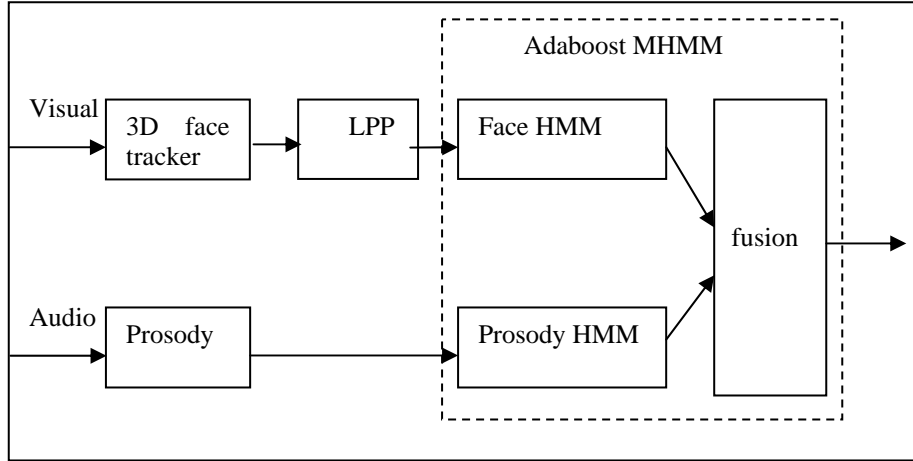 Adaboost MHMM
Visual
3D face
tracker
LPP
Face HMM
fusion
Audio
Prosody
Prosody HMM